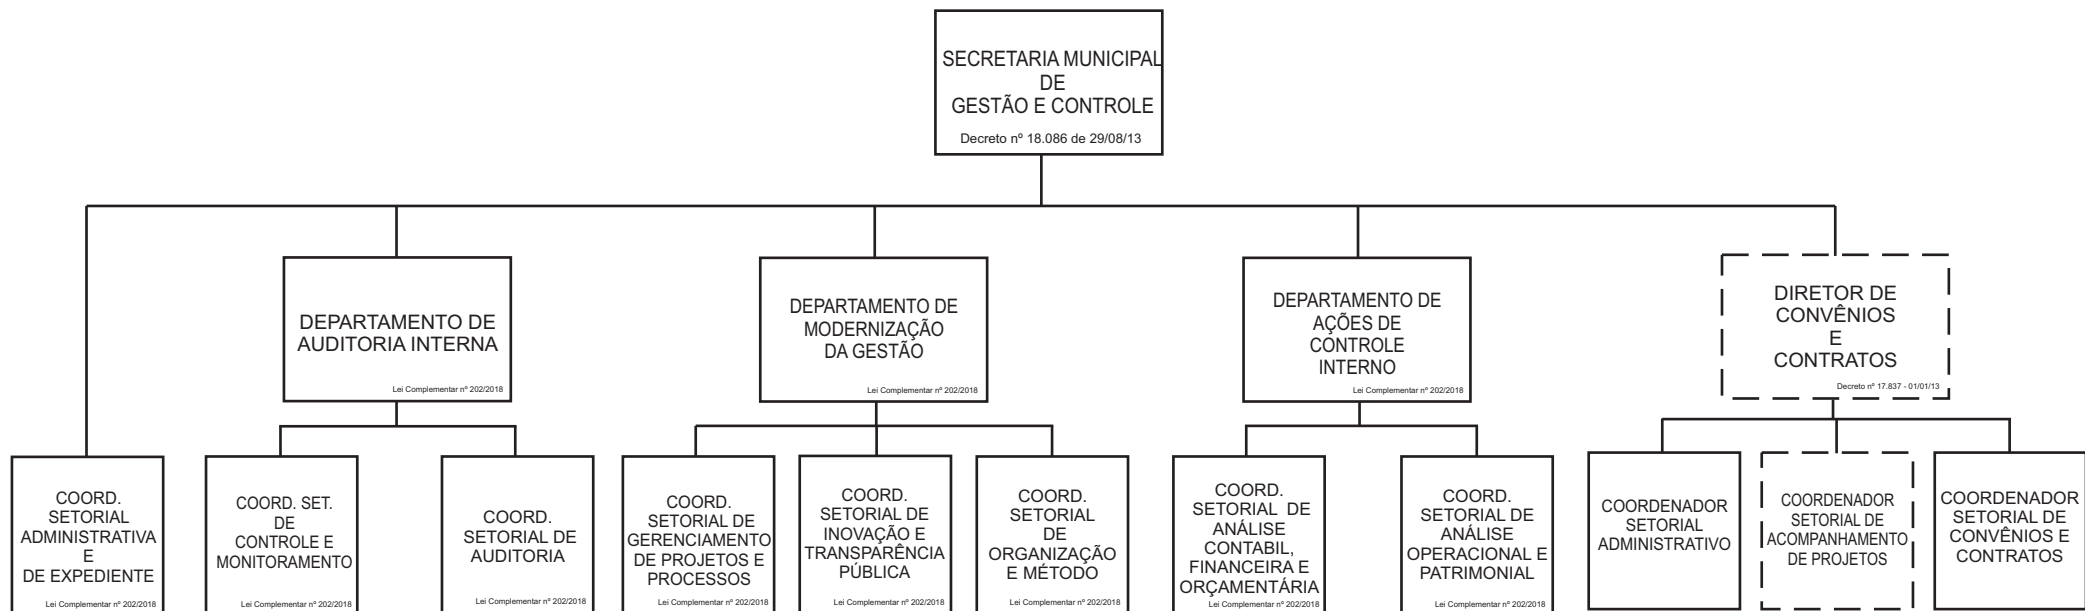 SECRETARIA MUNICIPAL
DE
GESTÃO E CONTROLE
Decreto nº 18.086 de 29/08/13
DEPARTAMENTO DE
AUDITORIA INTERNA
Lei Complementar nº 202/2018
DEPARTAMENTO DE
MODERNIZAÇÃO
DA GESTÃO
Lei Complementar nº 202/2018
DEPARTAMENTO DE
AÇÕES DE
CONTROLE
INTERNO
Lei Complementar nº 202/2018
DIRETOR DE
CONVÊNIOS
E
CONTRATOS
Decreto nº 17.837 - 01/01/13
COORD.
SETORIAL
ADMINISTRATIVA
E
DE EXPEDIENTE
Lei Complementar nº 202/2018
COORD. SET.
DE
CONTROLE E
MONITORAMENTO
Lei Complementar nº 202/2018
COORD.
SETORIAL DE
AUDITORIA
Lei Complementar nº 202/2018
COORD.
SETORIAL DE
GERENCIAMENTO
DE PROJETOS E
PROCESSOS
Lei Complementar nº 202/2018
COORD.
SETORIAL DE
INOVAÇÃO E
TRANSPARÊNCIA
PÚBLICA
Lei Complementar nº 202/2018
COORD.
SETORIAL
DE
ORGANIZAÇÃO
E MÉTODO
Lei Complementar nº 202/2018
COORD.
SETORIAL DE
ANÁLISE
CONTABIL,
FINANCEIRA E
ORÇAMENTÁRIA
Lei Complementar nº 202/2018
COORD.
SETORIAL DE
ANÁLISE
OPERACIONAL E
PATRIMONIAL
Lei Complementar nº 202/2018
COORDENADOR
SETORIAL
ADMINISTRATIVO
COORDENADOR
SETORIAL DE
ACOMPANHAMENTO
DE PROJETOS
COORDENADOR
SETORIAL DE
CONVÊNIOS E
CONTRATOS